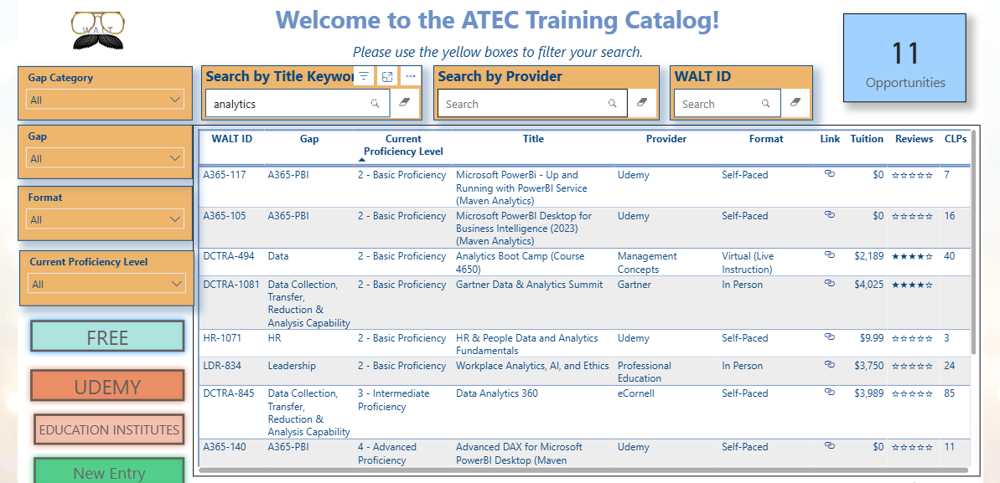 W.A.L.T
Welcome to the ATEC Training Catalog!
Please use the yellow boxes to filter your search.
11
Opportunities
Gap Category
All
Search by Title Keywor
analytics
Search by Provider
Search
WALT ID
Search
Gap
All
Format
All
Current Proficiency Level
All
FREE
UDEMY
EDUCATION INSTITUTES
New Entry
WALT ID Gap Current Proficiency Level Title Provider Format Link Tuition Reviews CLPs
A365-117 A365-PBI 2 - Basic Proficiency Microsoft PowerBi - Up and Udemy Self-Paced $0 ☆☆☆☆☆ 7
Running with PowerBI Service
(Maven Analytics)
A365-105 A365-PBI 2 - Basic Proficiency Microsoft PowerBI Desktop for Udemy Self-Paced $0 ☆☆☆☆☆ 16
Business Intelligence (2023)
(Maven Analytics)
DCTRA-494 Data 2 - Basic Proficiency Analytics Boot Camp (Course Management Virtual (Live $2,189 ★★★★☆ 40
4650) Concepts Instruction)
DCTRA-1081 Data Collection, 2 - Basic Proficiency Gartner Data & Analytics Summit Gartner In Person $4,025 ★★★★☆
Transfer,
Reduction &
Analysis Capability
HR-1071 HR 2 - Basic Proficiency HR & People Data and Analytics Udemy Self-Paced $9.99 ☆☆☆☆☆ 3
Fundamentals
LDR-834 Leadership 2 - Basic Proficiency Workplace Analytics, AI, and Ethics Professional In Person $3,750 ☆☆☆☆☆ 24
Education
DCTRA-845 Data Collection, 3 - Intermediate Data Analytics 360 eCornell Self-Paced $3,989 ☆☆☆☆☆ 85
Transfer, Proficiency
Reduction &
Analysis Capability
A365-140 A365-PBI 4 - Advanced Advanced DAX for Microsoft Udemy Self-Paced $0 ☆☆☆☆☆ 11
Proficiency PowerBI Desktop (Maven